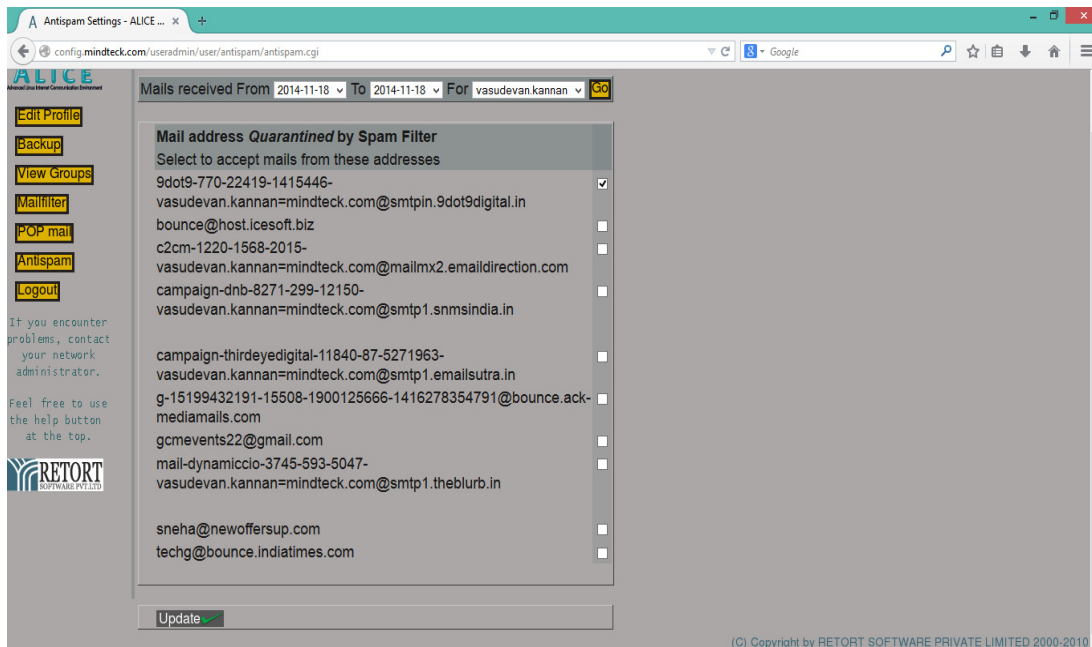 Antispam Settings - ALICE ...
config.mindteck.com/useradmin/user/antispam/antispam.cgi
Google
ALICE
Advanced Linux Internet Communication Environment
Edit Profile
Backup
View Groups
Mailfilter
POP mail
Antispam
Logout
If you encounter
problems, contact
your network
administrator.
Feel free to use
the help button
at the top.
RETORT
SOFTWARE PVT.LTD
Mails received From 2014-11-18 To 2014-11-18 For vasudevan.kannan Go
Mail address Quarantined by Spam Filter
Select to accept mails from these addresses
9dot9-770-22419-1415446-
vasudevan.kannan=mindteck.com@smtpin.9dot9digital.in
bounce@host.icesoft.biz
c2cm-1220-1568-2015-
vasudevan.kannan=mindteck.com@mailmx2.emaildirection.com
campaign-dnb-8271-299-12150-
vasudevan.kannan=mindteck.com@smtp1.snmsindia.in
campaign-thirdeyedigital-11840-87-5271963-
vasudevan.kannan=mindteck.com@smtp1.emailsutra.in
g-15199432191-15508-1900125666-1416278354791@bounce.ack-
mediamails.com
gcmevents22@gmail.com
mail-dynamiccio-3745-593-5047-
vasudevan.kannan=mindteck.com@smtp1.theblurb.in
sneha@newoffersup.com
techg@bounce.indiatimes.com
Update
(C) Copyright by RETORT SOFTWARE PRIVATE LIMITED 2000-2010